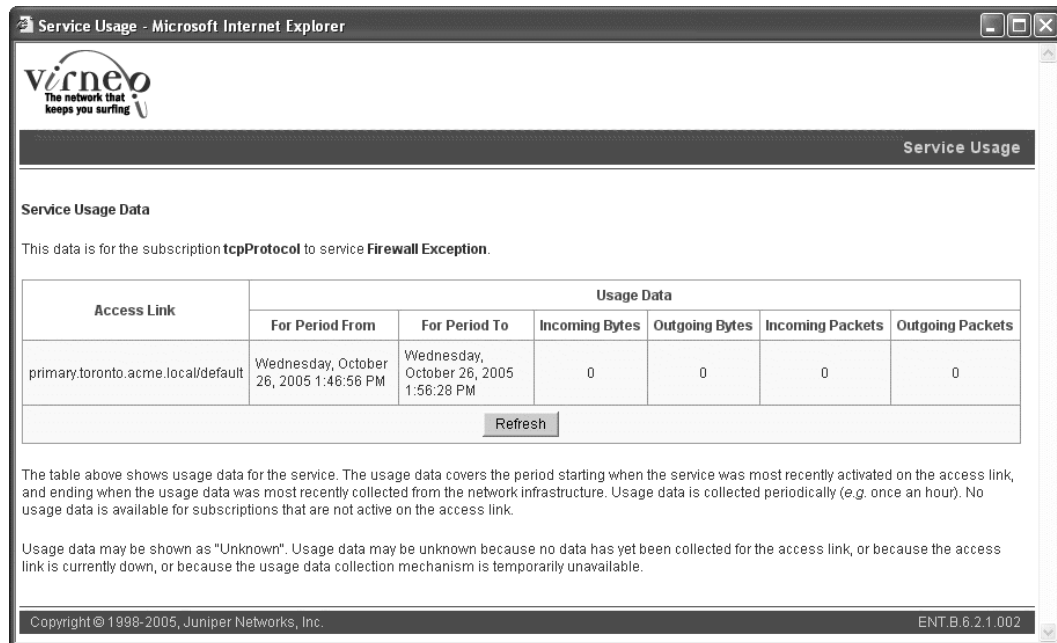 Service Usage - Microsoft Internet Explorer
virneo
The network that
keeps you surfing
Service Usage
Service Usage Data
This data is for the subscription tcpProtocol to service Firewall Exception.
Access Link
Usage Data
For Period From
For Period To
Incoming Bytes
Outgoing Bytes
Incoming Packets
Outgoing Packets
primary.toronto.acme.local/default
Wednesday, October
26, 2005 1:46:56 PM
Wednesday,
October 26, 2005
1:56:28 PM
0
0
0
0
Refresh
The table above shows usage data for the service. The usage data covers the period starting when the service was most recently activated on the access link,
and ending when the usage data was most recently collected from the network infrastructure. Usage data is collected periodically (e.g. once an hour). No
usage data is available for subscriptions that are not active on the access link.
Usage data may be shown as "Unknown". Usage data may be unknown because no data has yet been collected for the access link, or because the access
link is currently down, or because the usage data collection mechanism is temporarily unavailable.
Copyright © 1998-2005, Juniper Networks, Inc.
ENT.B.6.2.1.002